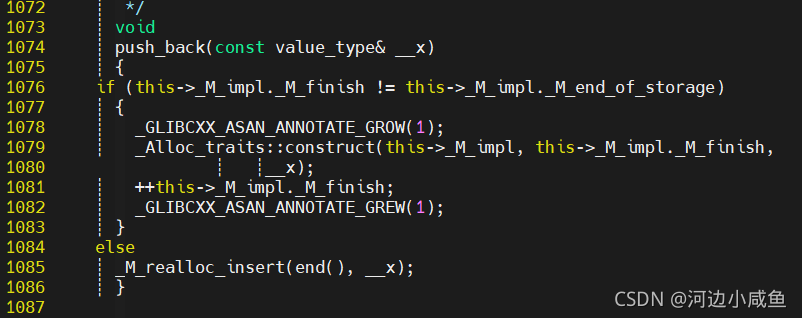 1072 */
1073 void
1074 push_back(const value_type& __x)
1075 {
1076 if (this->_M_impl._M_finish != this->_M_impl._M_end_of_storage)
1077 {
1078 _GLIBCXX_ASAN_ANNOTATE_GROW(1);
1079 _Alloc_traits::construct(this->_M_impl, this->_M_impl._M_finish,
1080 __x);
1081 ++this->_M_impl._M_finish;
1082 _GLIBCXX_ASAN_ANNOTATE_GREW(1);
1083 }
1084 else
1085 _M_realloc_insert(end(), __x);
1086 }
1087
CSDN @河边小咸鱼